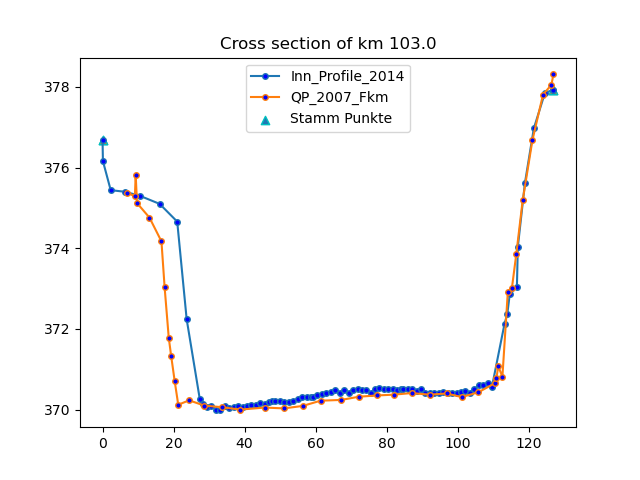 Cross section of km 103.0
Inn_Profile_2014
QP_2007_Fkm
Stamm Punkte
378
376
374
372
370
0 20 40 60 80 100 120